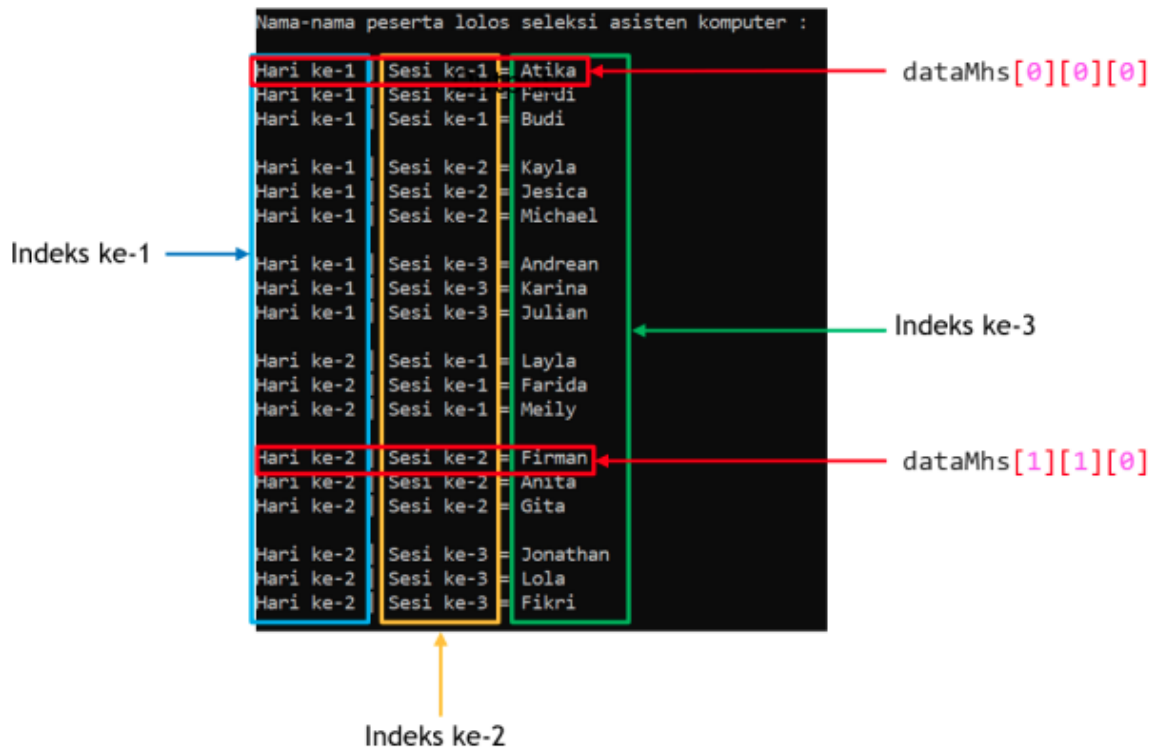 Nama-nama peserta lolos seleksi asisten komputer :
Hari ke-1 | Sesi ke-1 = Atika
dataMhs[0][0][0]
Hari ke-1 | Sesi ke-1 = Ferdi
Hari ke-1 | Sesi ke-1 = Budi
Hari ke-1 | Sesi ke-2 = Kayla
Hari ke-1 | Sesi ke-2 = Jesica
Hari ke-1 | Sesi ke-2 = Michael
Indeks ke-1
Hari ke-1 | Sesi ke-3 = Andrean
Hari ke-1 | Sesi ke-3 = Karina
Hari ke-1 | Sesi ke-3 = Julian
Indeks ke-3
Hari ke-2 | Sesi ke-1 = Layla
Hari ke-2 | Sesi ke-1 = Farida
Hari ke-2 | Sesi ke-1 = Meily
Hari ke-2 | Sesi ke-2 = Firman
dataMhs[1][1][0]
Hari ke-2 | Sesi ke-2 = Anita
Hari ke-2 | Sesi ke-2 = Gita
Hari ke-2 | Sesi ke-3 = Jonathan
Hari ke-2 | Sesi ke-3 = Lola
Hari ke-2 | Sesi ke-3 = Fikri
Indeks ke-2